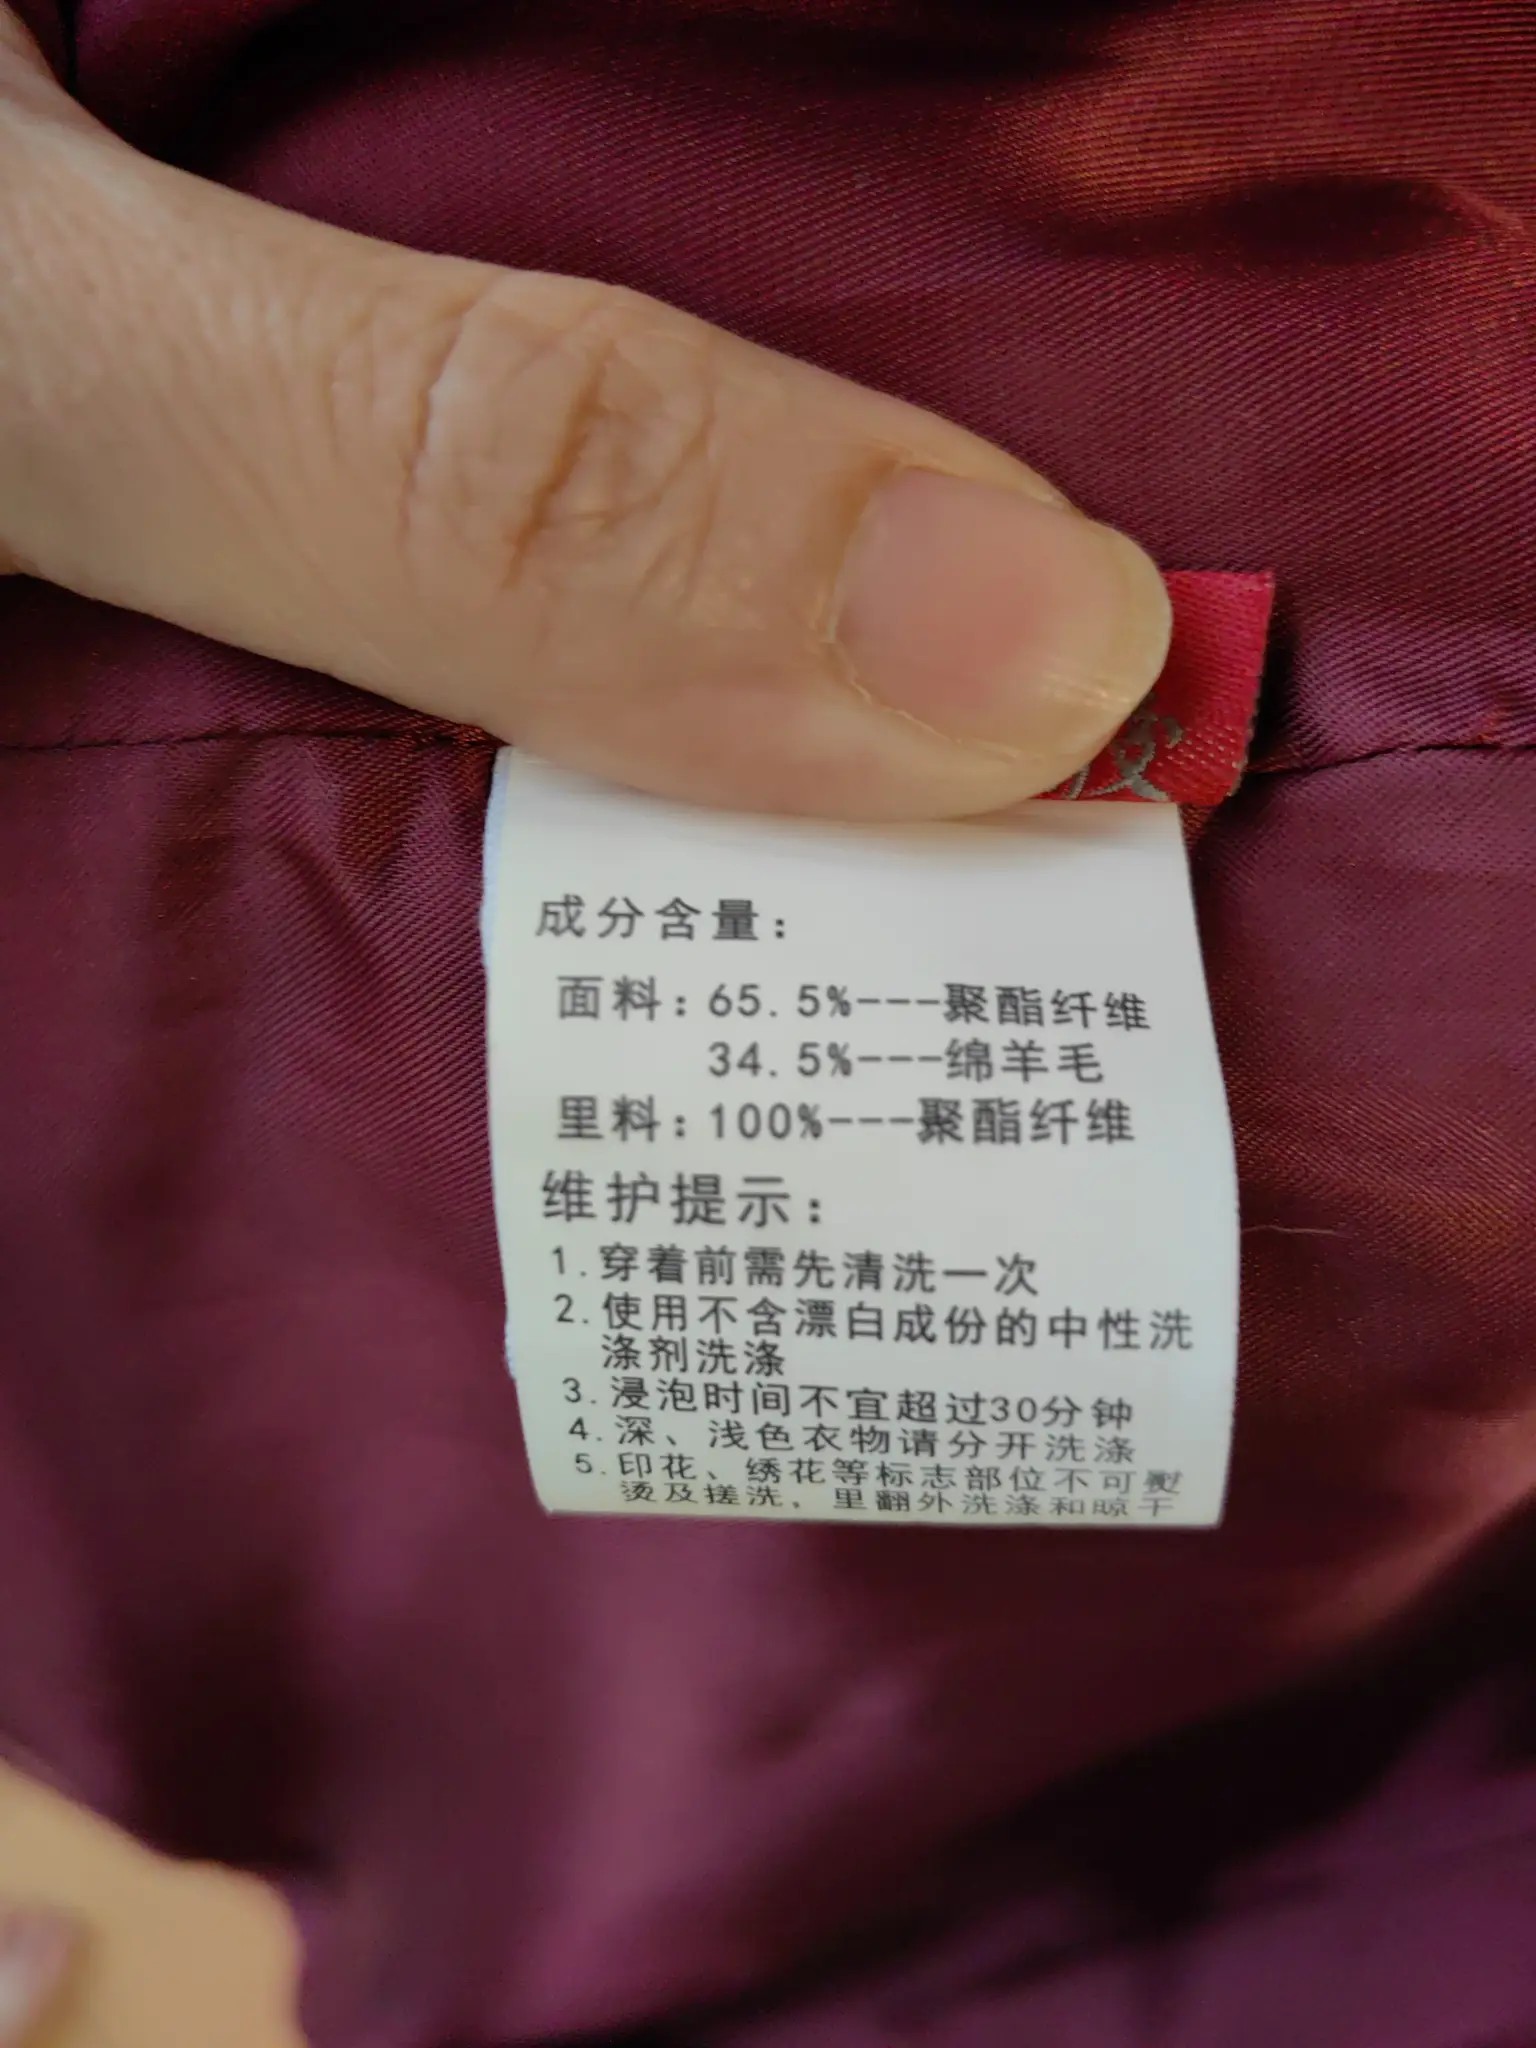 成分含量：
面料：65.5%---聚酯纤维
34.5%---绵羊毛
里料：100%---聚酯纤维
维护提示：
1.穿着前需先清洗一次
2.使用不含漂白成份的中性洗
涤剂洗涤
3.浸泡时间不宜超过30分钟
4.深、浅色衣物请分开洗涤
5.印花、绣花等标志部位不可熨
烫及搓洗，里翻外洗涤和晾干